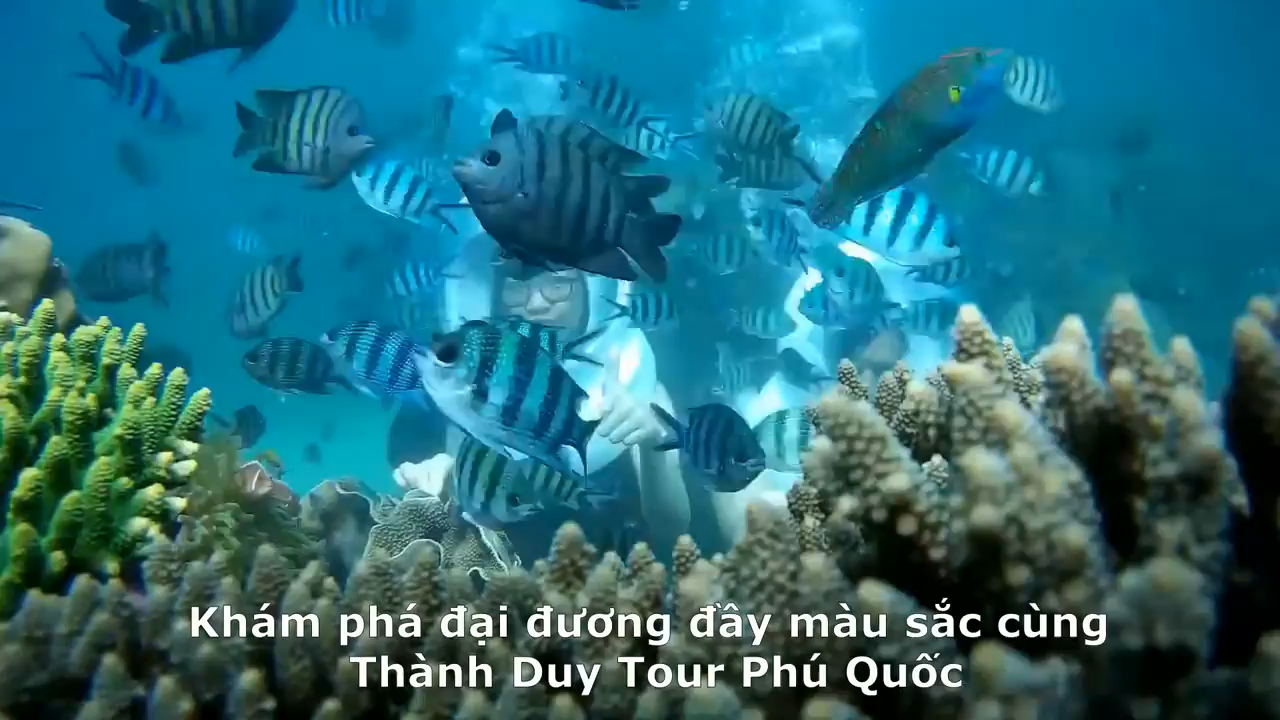 Khám phá đại đương đầy màu sắc cùng
Thành Duy Tour Phú Quốc